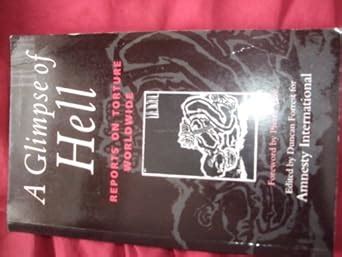 A Glimpse of
Hell
REPORTS ON TORTURE
WORLDWIDE
Foreword by
Edited by Duncan Forrest for
Amnesty International